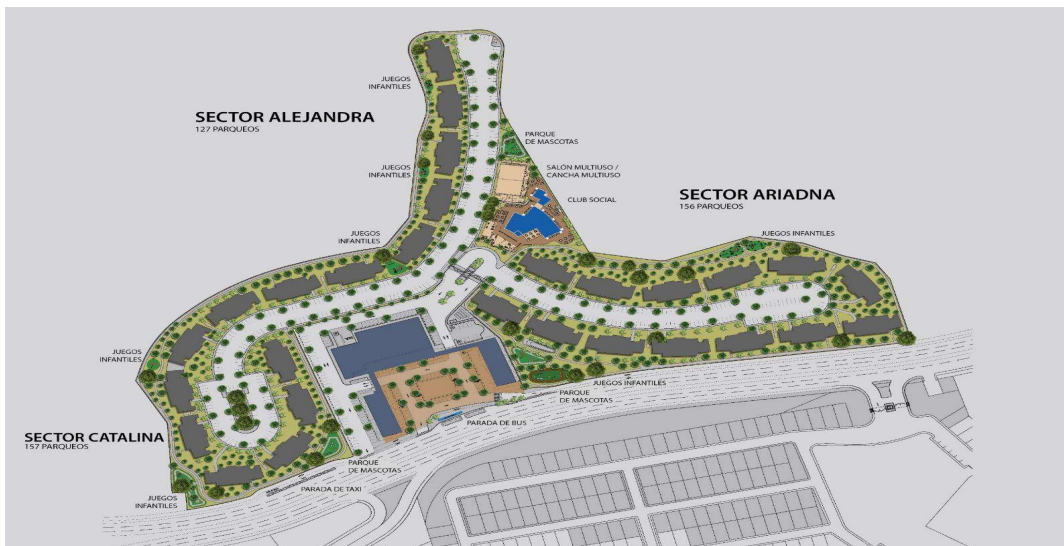 JUEGOS
INFANTILES
SECTOR ALEJANDRA
127 PARQUEOS
PARQUE
DE MASCOTAS
JUEGOS
INFANTILES
SALÓN MULTIUSO /
CANCHA MULTIUSO
CLUB SOCIAL
SECTOR ARIADNA
156 PARQUEOS
JUEGOS INFANTILES
JUEGOS
INFANTILES
JUEGOS
INFANTILES
JUEGOS INFANTILES
PARQUE
DE MASCOTAS
PARADA DE BUS
SECTOR CATALINA
157 PARQUEOS
PARQUE
DE MASCOTAS
PARADA DE TAXI
JUEGOS
INFANTILES